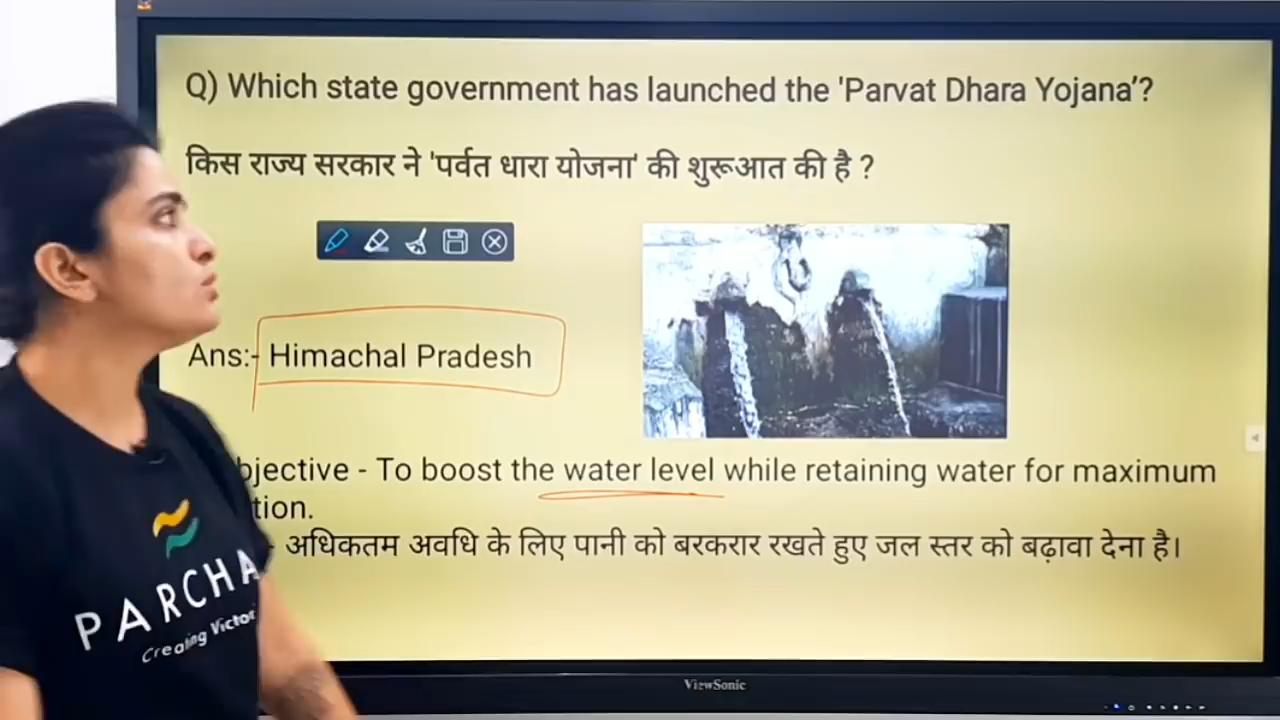 Q) Which state government has launched the 'Parvat Dhara Yojana'?
किस राज्य सरकार ने 'पर्वत धारा योजना' की शुरूआत की है ?
Ans:- Himachal Pradesh
bjective - To boost the water level while retaining water for maximum
tion.
- अधिकतम अवधि के लिए पानी को बरकरार रखते हुए जल स्तर को बढ़ावा देना है।
PARCHA
Creating Victor
ViewSonic